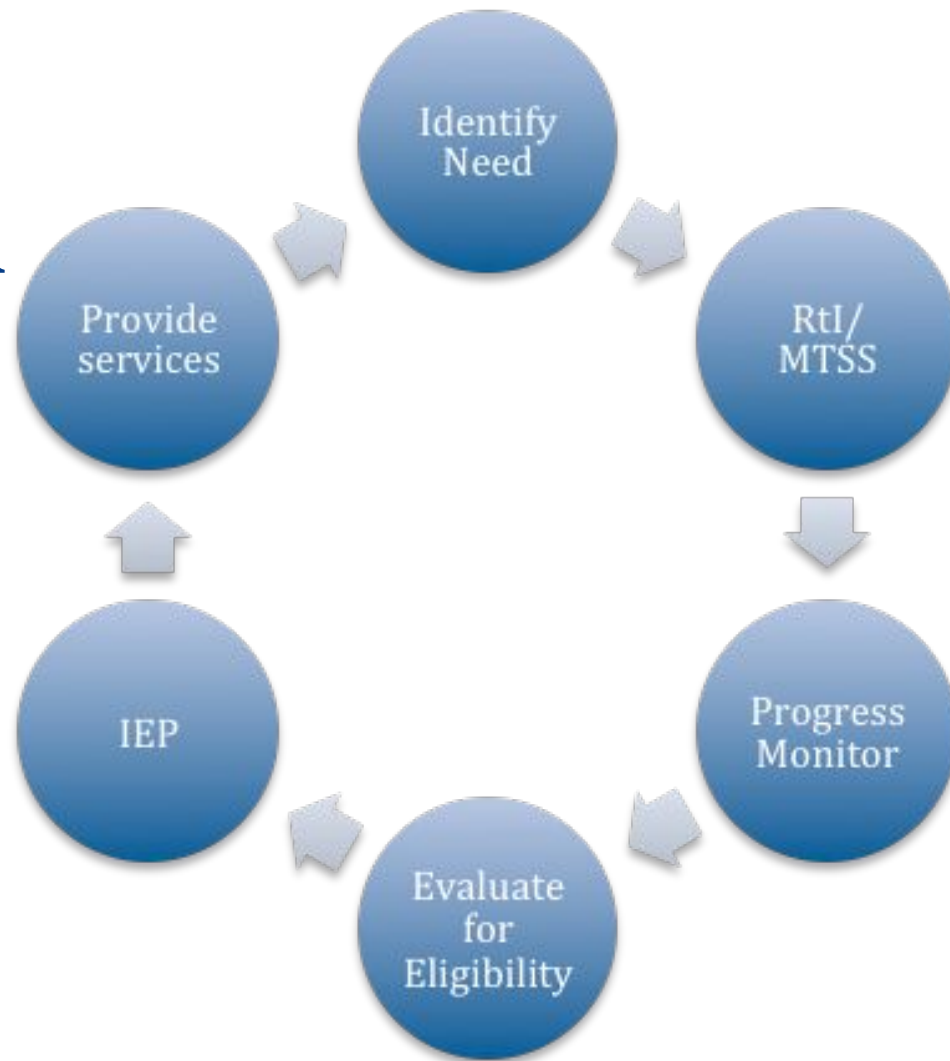 Identify
Need
RtI/
MTSS
Progress
Monitor
Evaluate
for
Eligibility
IEP
Provide
services